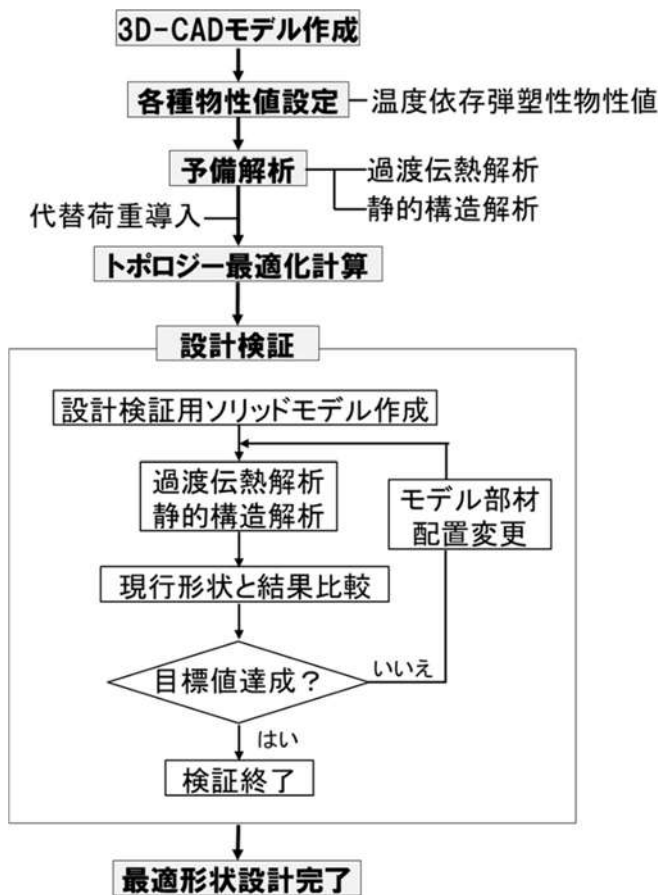 3D-CADモデル作成
各種物性値設定
温度依存弾塑性物性値
予備解析
過渡伝熱解析
静的構造解析
代替荷重導入
トポロジー最適化計算
設計検証
設計検証用ソリッドモデル作成
過渡伝熱解析
静的構造解析
モデル部材
配置変更
現行形状と結果比較
目標値達成？
いいえ
はい
検証終了
最適形状設計完了